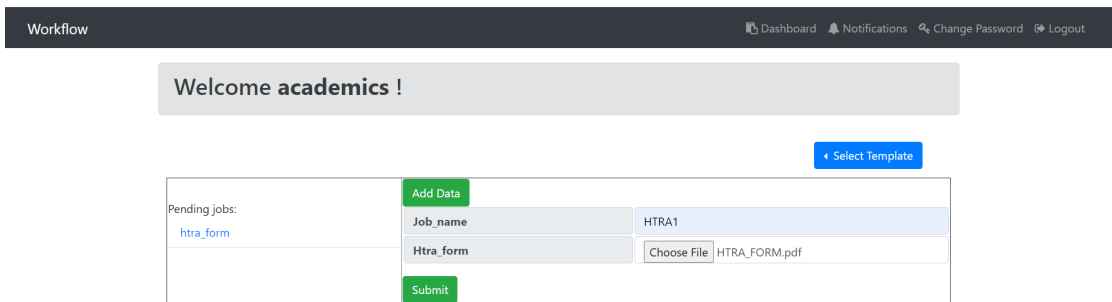 Workflow Dashboard Notifications Change Password Logout
Welcome academics !
Select Template
Pending jobs:
htra_form
Add Data
Job_name HTRA1
Htra_form Choose File HTRA_FORM.pdf
Submit